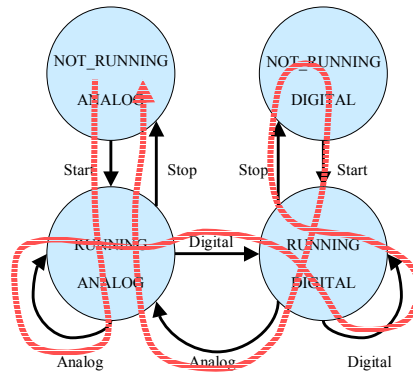 NOT_RUNNING
ANALOG
NOT_RUNNING
DIGITAL
Start
Stop
Stop
Start
RUNNING
ANALOG
Digital
RUNNING
DIGITAL
Analog
Analog
Digital